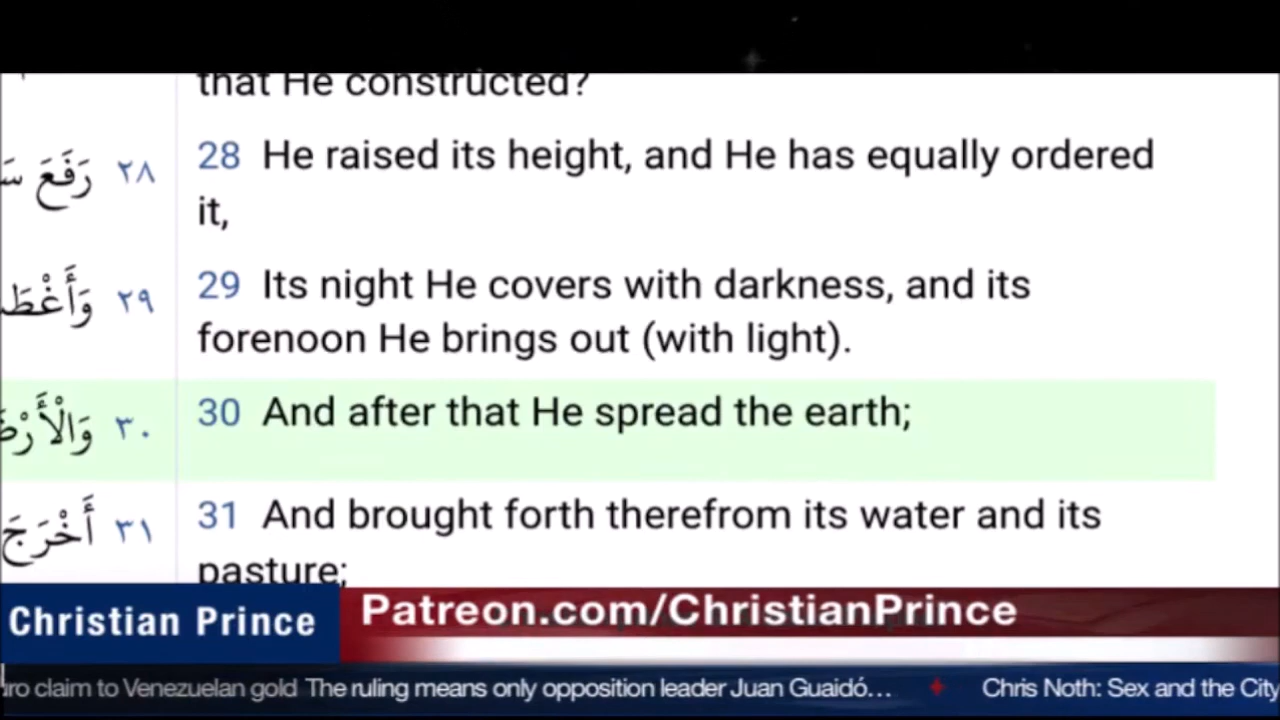 that He constructed?
رَفَعَ ٢٨
28 He raised its height, and He has equally ordered
it,
٢٩
29 Its night He covers with darkness, and its
forenoon He brings out (with light).
٣٠
30 And after that He spread the earth;
أَخْرَجَ ٣١
31 And brought forth therefrom its water and its
pasture;
Christian Prince
Patreon.com/ChristianPrince
claim to Venezuelan gold The ruling means only opposition leader Juan Guaidó… Chris Noth: Sex and the City